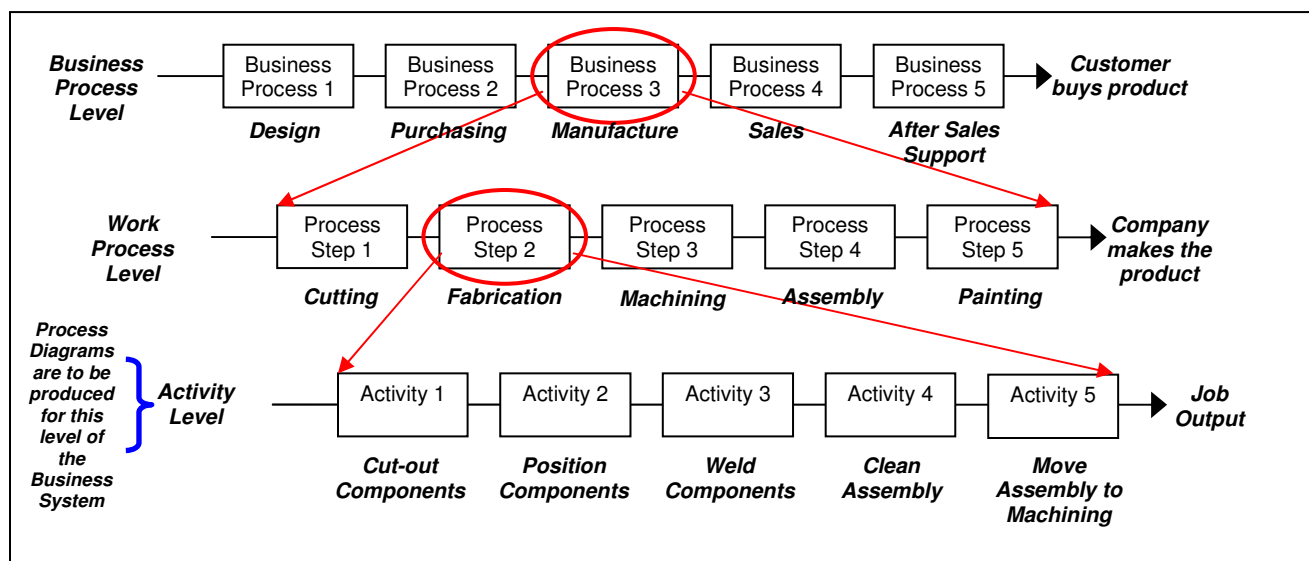 Business
Process
Level
Business
Process 1
Business
Process 2
Business
Process 3
Business
Process 4
Business
Process 5
Customer
buys product
Design
Purchasing
Manufacture
Sales
After Sales
Support
Work
Process
Level
Process
Step 1
Process
Step 2
Process
Step 3
Process
Step 4
Process
Step 5
Company
makes the
product
Cutting
Fabrication
Machining
Assembly
Painting
Process
Diagrams
are to be
produced
for this
level of
the
Business
System
Activity
Level
Activity 1
Activity 2
Activity 3
Activity 4
Activity 5
Job
Output
Cut-out
Components
Position
Components
Weld
Components
Clean
Assembly
Move
Assembly to
Machining